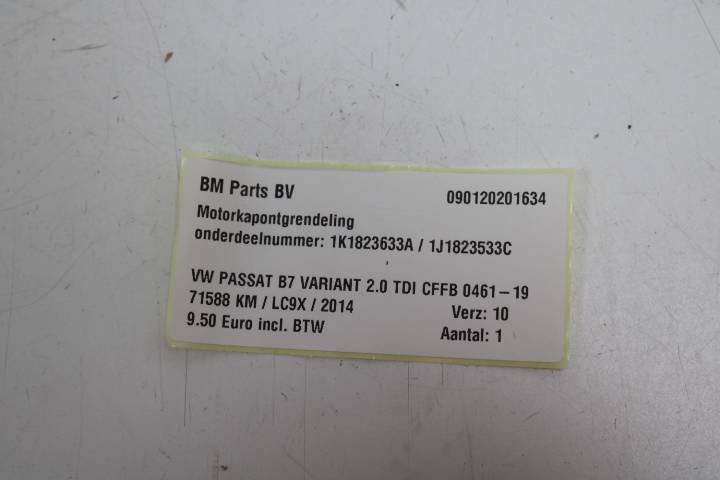 BM Parts BV 090120201634
Motorkapontgrendeling
onderdeelnummer: 1K1823633A / 1J1823533C
VW PASSAT B7 VARIANT 2.0 TDI CFFB 0461-19
71588 KM / LC9X / 2014 Verz: 10
9.50 Euro incl. BTW Aantal: 1